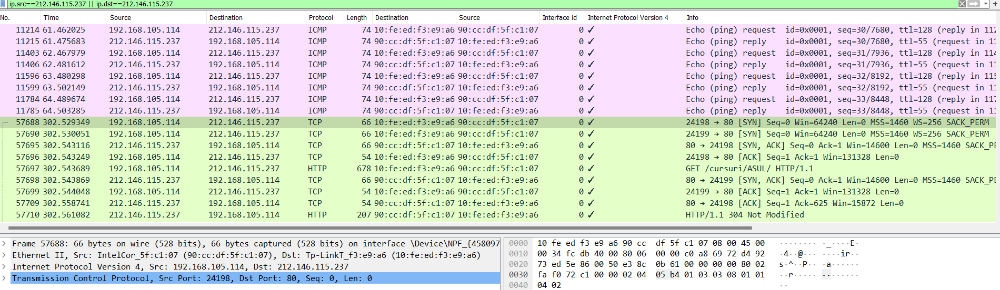 ip.src==212.146.115.237 || ip.dst==212.146.115.237
No. Time Source Destination Protocol Length Destination Source Interface id Internet Protocol Version 4 Info
11214 61.462025 192.168.105.114 212.146.115.237 ICMP 74 10:fe:ed:f3:e9:a6 90:cc:df:5f:c1:07 0 ✓ Echo (ping) request id=0x0001, seq=30/7680, ttl=128 (reply in 112
11215 61.475683 212.146.115.237 192.168.105.114 ICMP 74 90:cc:df:5f:c1:07 10:fe:ed:f3:e9:a6 0 ✓ Echo (ping) reply id=0x0001, seq=30/7680, ttl=55 (request in 11
11403 62.467979 192.168.105.114 212.146.115.237 ICMP 74 10:fe:ed:f3:e9:a6 90:cc:df:5f:c1:07 0 ✓ Echo (ping) request id=0x0001, seq=31/7936, ttl=128 (reply in 114
11406 62.481612 212.146.115.237 192.168.105.114 ICMP 74 90:cc:df:5f:c1:07 10:fe:ed:f3:e9:a6 0 ✓ Echo (ping) reply id=0x0001, seq=31/7936, ttl=55 (request in 11
11596 63.480298 192.168.105.114 212.146.115.237 ICMP 74 10:fe:ed:f3:e9:a6 90:cc:df:5f:c1:07 0 ✓ Echo (ping) request id=0x0001, seq=32/8192, ttl=128 (reply in 115
11599 63.502149 212.146.115.237 192.168.105.114 ICMP 74 90:cc:df:5f:c1:07 10:fe:ed:f3:e9:a6 0 ✓ Echo (ping) reply id=0x0001, seq=32/8192, ttl=55 (request in 11
11784 64.489674 192.168.105.114 212.146.115.237 ICMP 74 10:fe:ed:f3:e9:a6 90:cc:df:5f:c1:07 0 ✓ Echo (ping) request id=0x0001, seq=33/8448, ttl=128 (reply in 117
11785 64.503285 212.146.115.237 192.168.105.114 ICMP 74 90:cc:df:5f:c1:07 10:fe:ed:f3:e9:a6 0 ✓ Echo (ping) reply id=0x0001, seq=33/8448, ttl=55 (request in 11
57688 302.529349 192.168.105.114 212.146.115.237 TCP 66 10:fe:ed:f3:e9:a6 90:cc:df:5f:c1:07 0 ✓ 24198 → 80 [SYN] Seq=0 Win=64240 Len=0 MSS=1460 WS=256 SACK_PERM
57690 302.530051 192.168.105.114 212.146.115.237 TCP 66 10:fe:ed:f3:e9:a6 90:cc:df:5f:c1:07 0 ✓ 24199 → 80 [SYN] Seq=0 Win=64240 Len=0 MSS=1460 WS=256 SACK_PERM
57695 302.543116 212.146.115.237 192.168.105.114 TCP 66 90:cc:df:5f:c1:07 10:fe:ed:f3:e9:a6 0 ✓ 80 → 24198 [SYN, ACK] Seq=0 Ack=1 Win=14600 Len=0 MSS=1460 SACK_PE
57696 302.543249 192.168.105.114 212.146.115.237 TCP 54 10:fe:ed:f3:e9:a6 90:cc:df:5f:c1:07 0 ✓ 24198 → 80 [ACK] Seq=1 Ack=1 Win=131328 Len=0
57697 302.543689 192.168.105.114 212.146.115.237 HTTP 678 10:fe:ed:f3:e9:a6 90:cc:df:5f:c1:07 0 ✓ GET /cursuri/ASUL/ HTTP/1.1
57698 302.543869 212.146.115.237 192.168.105.114 TCP 66 90:cc:df:5f:c1:07 10:fe:ed:f3:e9:a6 0 ✓ 80 → 24199 [SYN, ACK] Seq=0 Ack=1 Win=14600 Len=0 MSS=1460 SACK_PE
57699 302.544048 192.168.105.114 212.146.115.237 TCP 54 10:fe:ed:f3:e9:a6 90:cc:df:5f:c1:07 0 ✓ 24199 → 80 [ACK] Seq=1 Ack=1 Win=131328 Len=0
57709 302.558741 212.146.115.237 192.168.105.114 TCP 54 90:cc:df:5f:c1:07 10:fe:ed:f3:e9:a6 0 ✓ 80 → 24198 [ACK] Seq=1 Ack=625 Win=15872 Len=0
57710 302.561082 212.146.115.237 192.168.105.114 HTTP 207 90:cc:df:5f:c1:07 10:fe:ed:f3:e9:a6 0 ✓ HTTP/1.1 304 Not Modified
Frame 57688: 66 bytes on wire (528 bits), 66 bytes captured (528 bits) on interface \Device\NPF_{458097
Ethernet II, Src: IntelCor_5f:c1:07 (90:cc:df:5f:c1:07), Dst: Tp-LinkT_f3:e9:a6 (10:fe:ed:f3:e9:a6)
Internet Protocol Version 4, Src: 192.168.105.114, Dst: 212.146.115.237
Transmission Control Protocol, Src Port: 24198, Dst Port: 80, Seq: 0, Len: 0
0000 10 fe ed f3 e9 a6 90 cc df 5f c1 07 08 00 45 00 ········ ·_····E·
0010 00 34 fc db 40 00 80 06 00 00 c0 a8 69 72 d4 92 ·4··@··· ····ir··
0020 73 ed 5e 86 00 50 e3 8c 0b 61 00 00 00 00 80 02 s·^··P·· ·a······
0030 fa f0 72 c1 00 00 02 04 05 b4 01 03 03 08 01 01 ··r····· ········
0040 04 02 ··